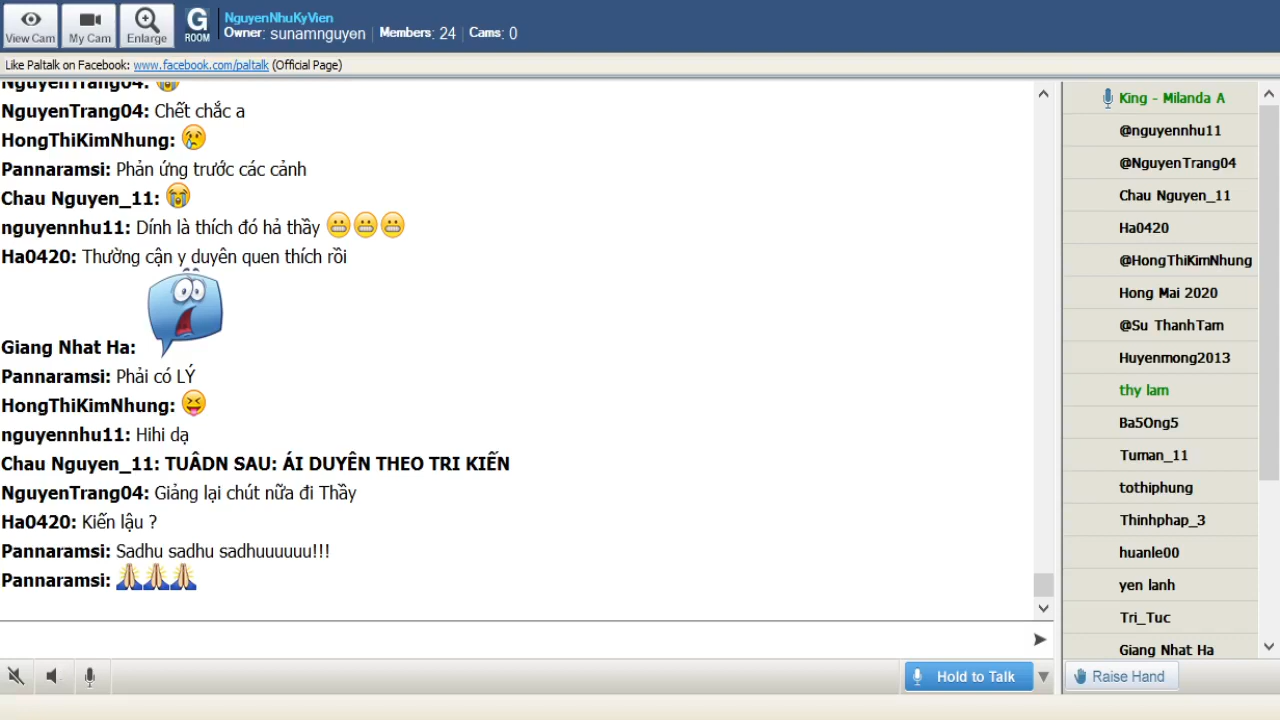 View Cam
My Cam
Enlarge
G
ROOM
NguyenNhuKyVien
Owner: sunamnguyen | Members: 24 | Cams: 0
Like Paltalk on Facebook: www.facebook.com/paltalk (Official Page)
NguyenTrang04:
NguyenTrang04: Chết chắc a
HongThiKimNhung:
Pannaramsi: Phản ứng trước các cảnh
Chau Nguyen_11:
nguyennhu11: Dính là thích đó hả thầy
Ha0420: Thường cận y duyên quen thích rồi
Giang Nhat Ha:
Pannaramsi: Phải có LÝ
HongThiKimNhung:
nguyennhu11: Hihi dạ
Chau Nguyen_11: TUÂDN SAU: ÁI DUYÊN THEO TRI KIẾN
NguyenTrang04: Giảng lại chút nữa đi Thầy
Ha0420: Kiến lậu ?
Pannaramsi: Sadhu sadhu sadhuuuuuu!!!
Pannaramsi:
King - Milanda A
@nguyennhu11
@NguyenTrang04
Chau Nguyen_11
Ha0420
@HongThiKimNhung
Hong Mai 2020
@Su ThanhTam
Huyenmong2013
thy lam
Ba5Ong5
Tuman_11
tothiphung
Thinhphap_3
huanle00
yen lanh
Tri_Tuc
Giang Nhat Ha
Hold to Talk
Raise Hand